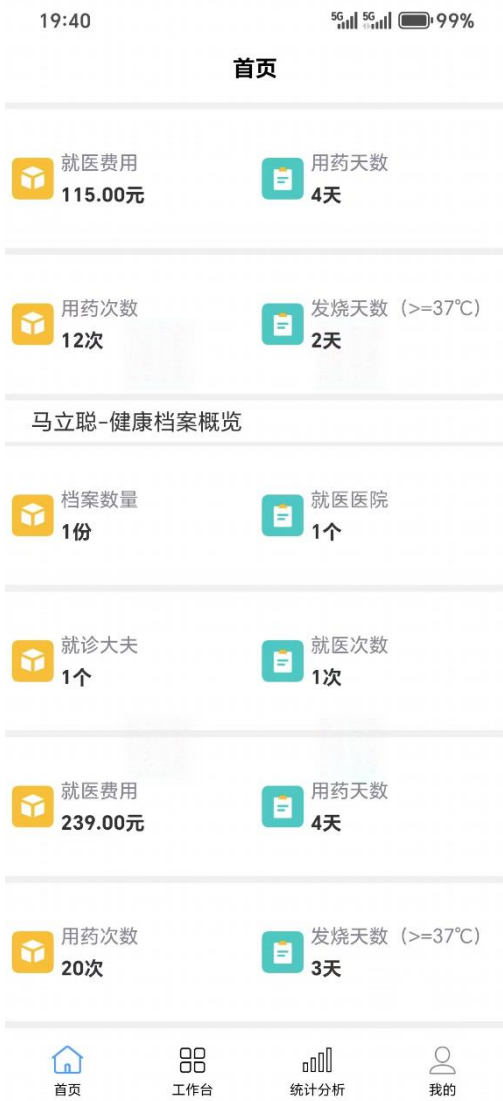 19:40
5G 5G 99%
首页
就医费用
115.00元
用药天数
4天
用药次数
12次
发烧天数（>=37℃）
2天
马立聪-健康档案概览
档案数量
1份
就医医院
1个
就诊大夫
1个
就医次数
1次
就医费用
239.00元
用药天数
4天
用药次数
20次
发烧天数（>=37℃）
3天
首页
工作台
统计分析
我的